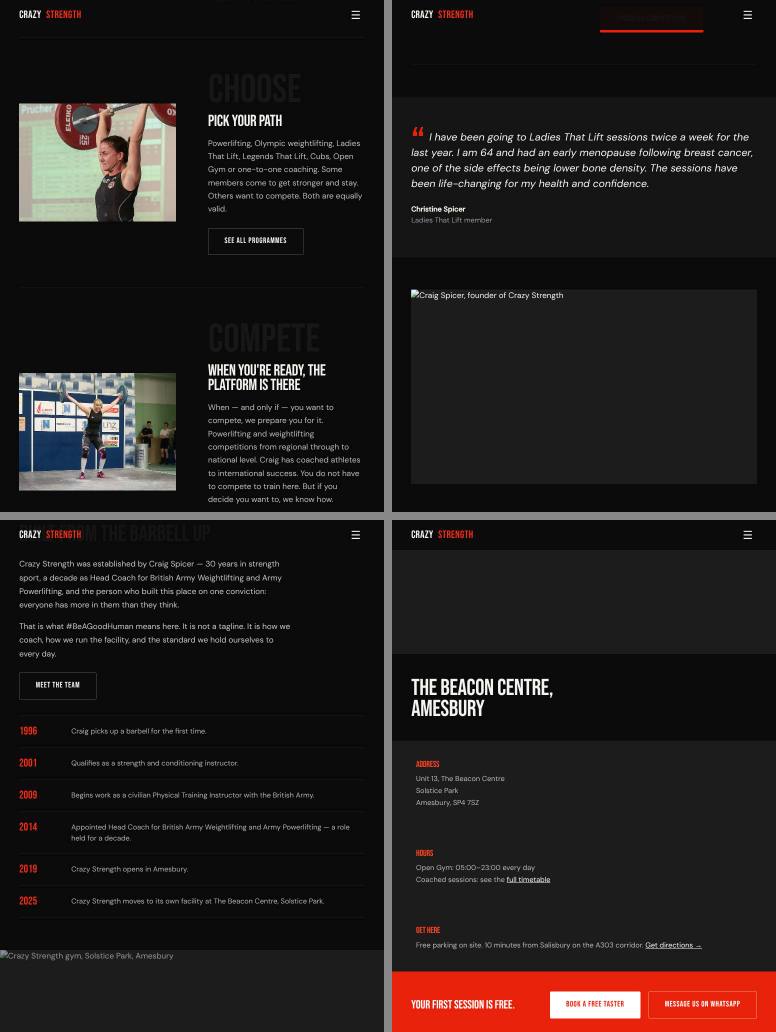 CRAZY STRENGTH
CHOOSE
PICK YOUR PATH
Powerlifting, Olympic weightlifting, Ladies
That Lift, Legends That Lift, Cubs, Open
Gym or one-to-one coaching. Some
members come to get stronger and stay.
Others want to compete. Both are equally
valid.
SEE ALL PROGRAMMES
ELEIKO
COMPETE
WHEN YOU'RE READY, THE
PLATFORM IS THERE
When — and only if — you want to
compete, we prepare you for it.
Powerlifting and weightlifting
competitions from regional through to
national level. Craig has coached athletes
to international success. You do not have
to compete to train here. But if you
decide you want to, we know how.
CRAZY STRENGTH
“ I have been going to Ladies That Lift sessions twice a week for the
last year. I am 64 and had an early menopause following breast cancer,
one of the side effects being lower bone density. The sessions have
been life-changing for my health and confidence.
Christine Spicer
Ladies That Lift member
Craig Spicer, founder of Crazy Strength
CRAZY STRENGTH
FROM THE BARBELL UP
Crazy Strength was established by Craig Spicer — 30 years in strength
sport, a decade as Head Coach for British Army Weightlifting and Army
Powerlifting, and the person who built this place on one conviction:
everyone has more in them than they think.
That is what #BeAGoodHuman means here. It is not a tagline. It is how we
coach, how we run the facility, and the standard we hold ourselves to
every day.
MEET THE TEAM
1996 Craig picks up a barbell for the first time.
2001 Qualifies as a strength and conditioning instructor.
2009 Begins work as a civilian Physical Training Instructor with the British Army.
2014 Appointed Head Coach for British Army Weightlifting and Army Powerlifting — a role
held for a decade.
2019 Crazy Strength opens in Amesbury.
2025 Crazy Strength moves to its own facility at The Beacon Centre, Solstice Park.
Crazy Strength gym, Solstice Park, Amesbury
CRAZY STRENGTH
THE BEACON CENTRE,
AMESBURY
ADDRESS
Unit 13, The Beacon Centre
Solstice Park
Amesbury, SP4 7SZ
HOURS
Open Gym: 05:00–23:00 every day
Coached sessions: see the full timetable
GET HERE
Free parking on site. 10 minutes from Salisbury on the A303 corridor. Get directions →
YOUR FIRST SESSION IS FREE.
BOOK A FREE TASTER
MESSAGE US ON WHATSAPP